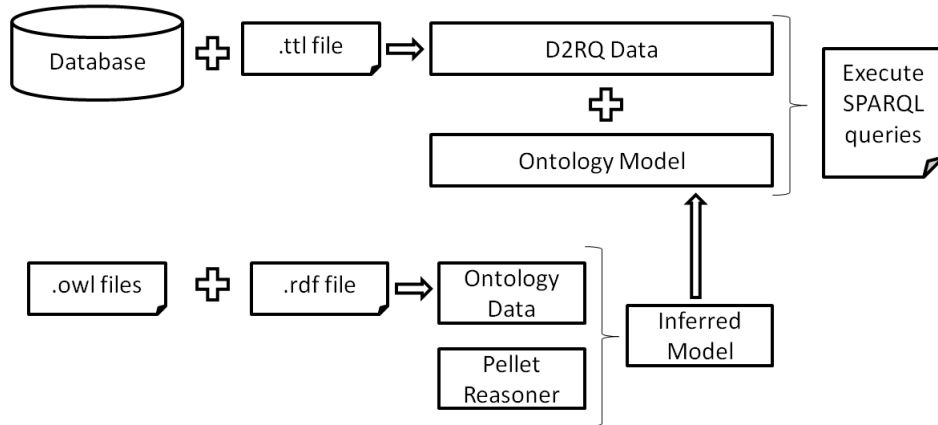 Database
.ttl file
D2RQ Data
Execute
SPARQL
queries
Ontology Model
.owl files
.rdf file
Ontology
Data
Inferred
Model
Pellet
Reasoner